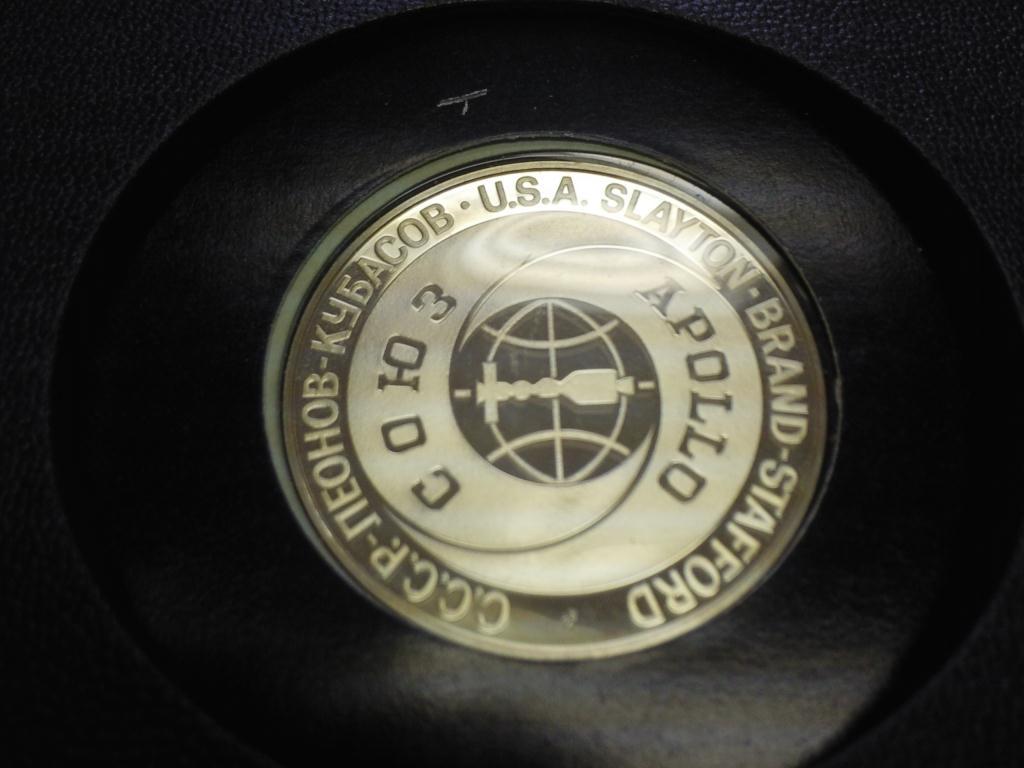 С.С.С.Р.-ЛЕОНОВ-КУБАСОВ · U.S.A. SLAYTON-BRAND-STAFFORD
СОЮЗ
APOLLO